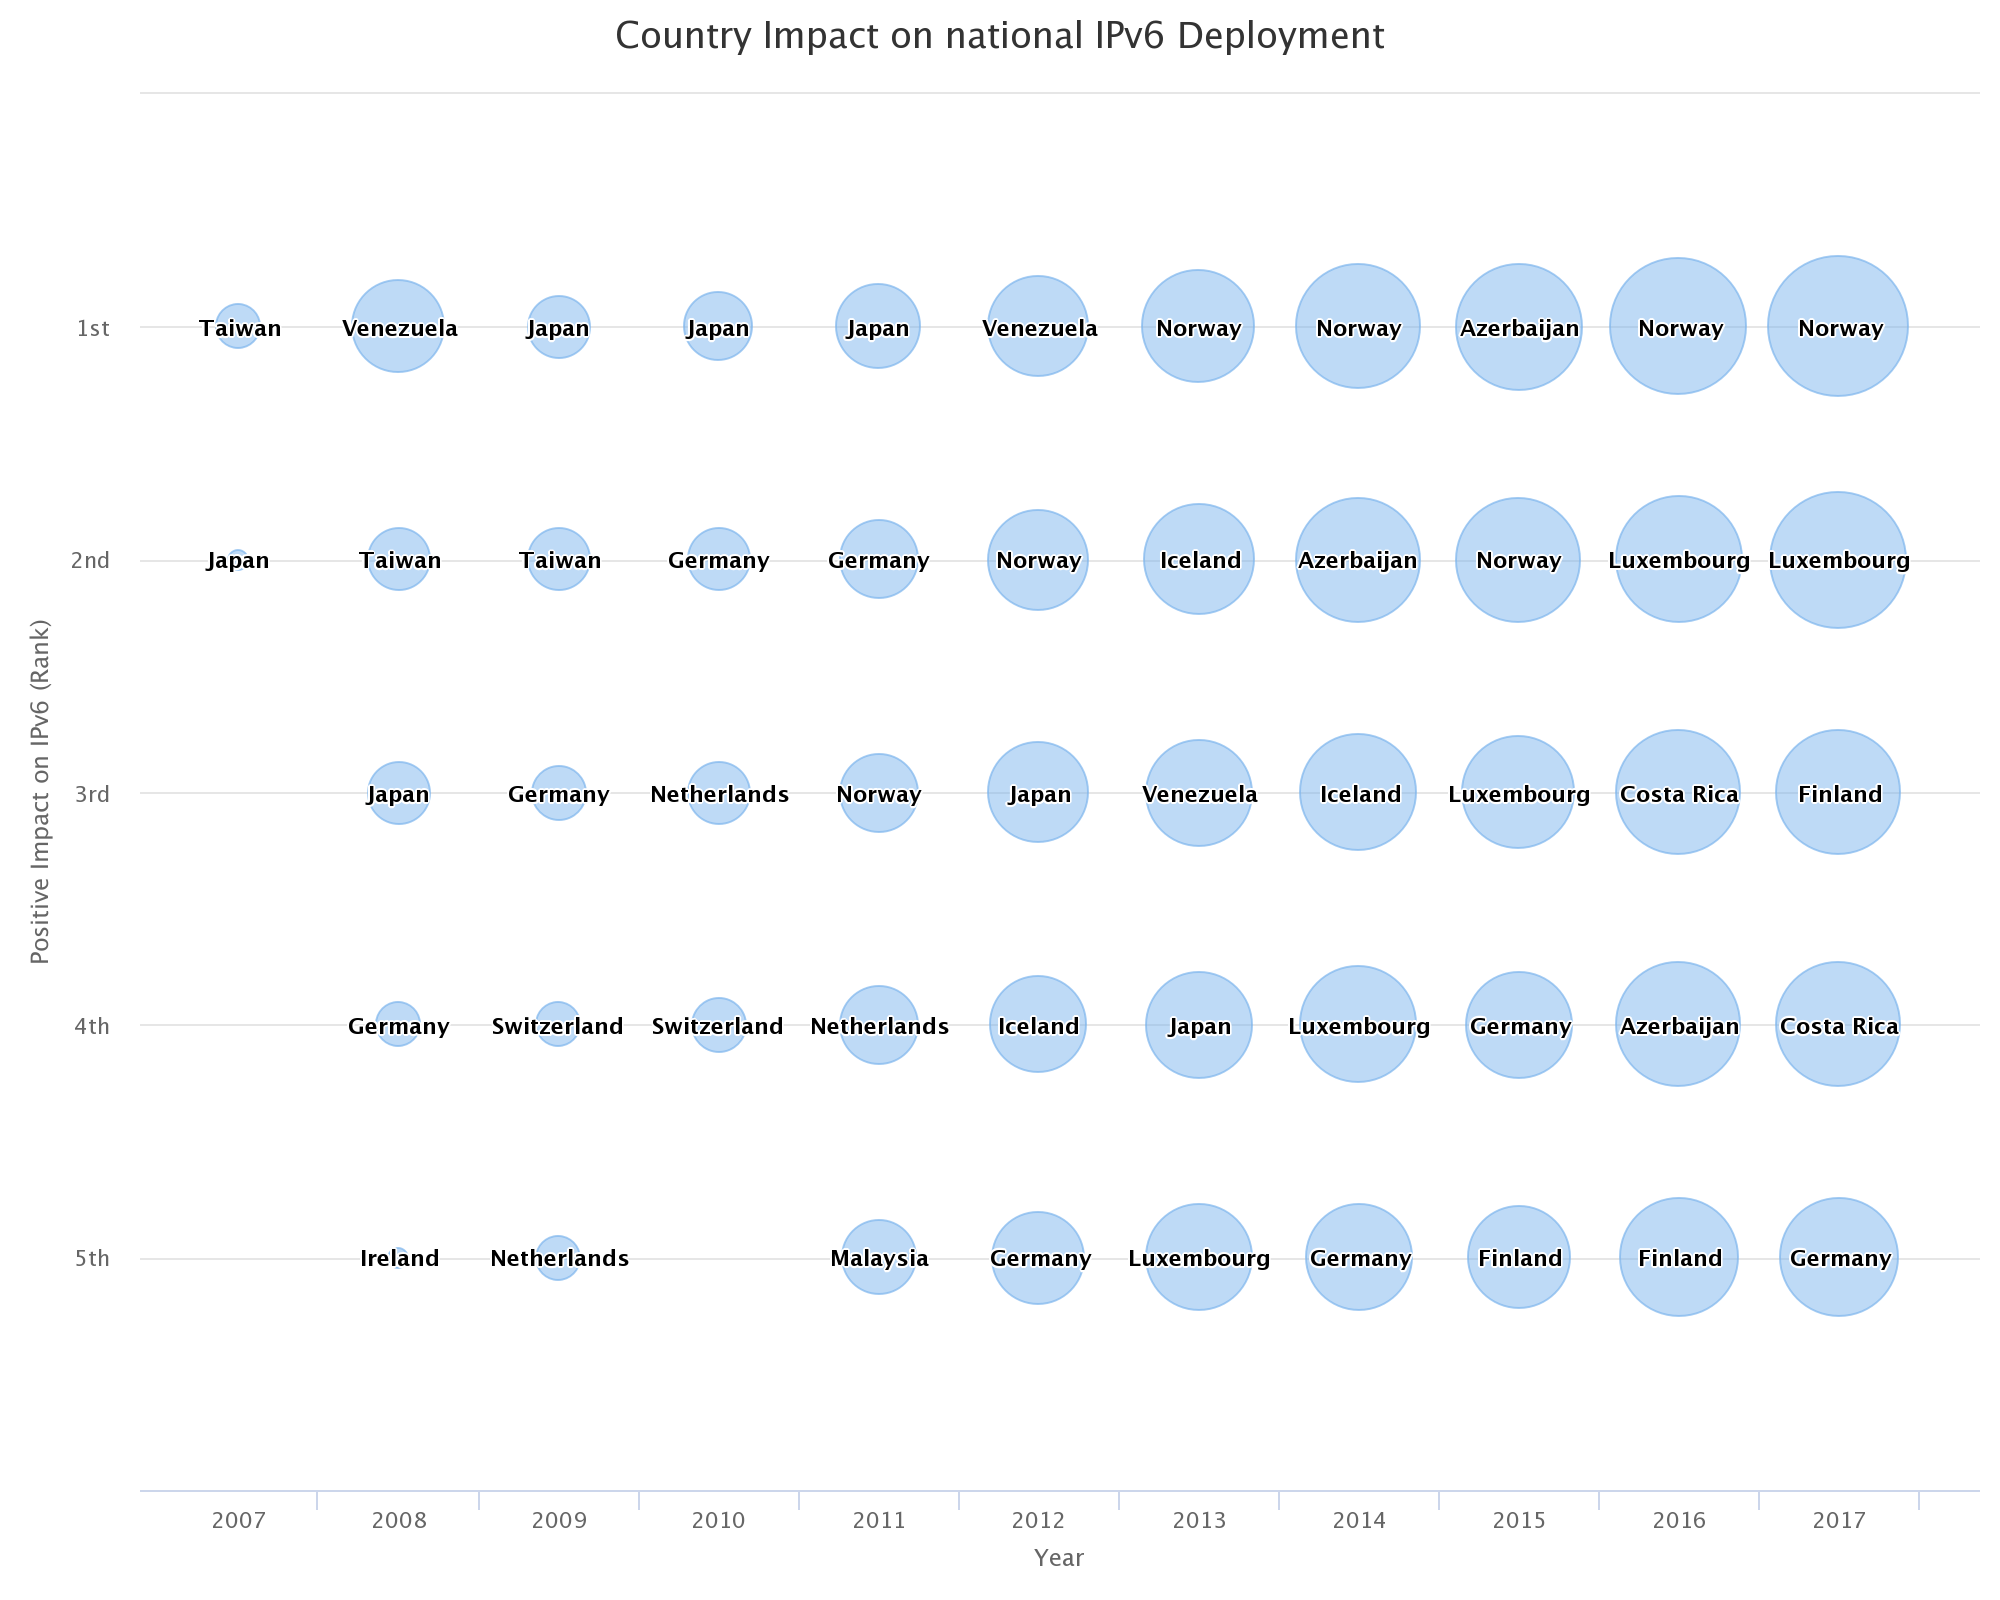 Country Impact on national IPv6 Deployment
Positive Impact on IPv6 (Rank)
1st
Taiwan Venezuela Japan Japan Japan Venezuela Norway Norway Azerbaijan Norway Norway
2nd
Japan Taiwan Taiwan Germany Germany Norway Iceland Azerbaijan Norway Luxembourg Luxembourg
3rd
Japan Germany Netherlands Norway Japan Venezuela Iceland Luxembourg Costa Rica Finland
4th
Germany Switzerland Switzerland Netherlands Iceland Japan Luxembourg Germany Azerbaijan Costa Rica
5th
Ireland Netherlands Malaysia Germany Luxembourg Germany Finland Finland Germany
2007 2008 2009 2010 2011 2012 2013 2014 2015 2016 2017
Year